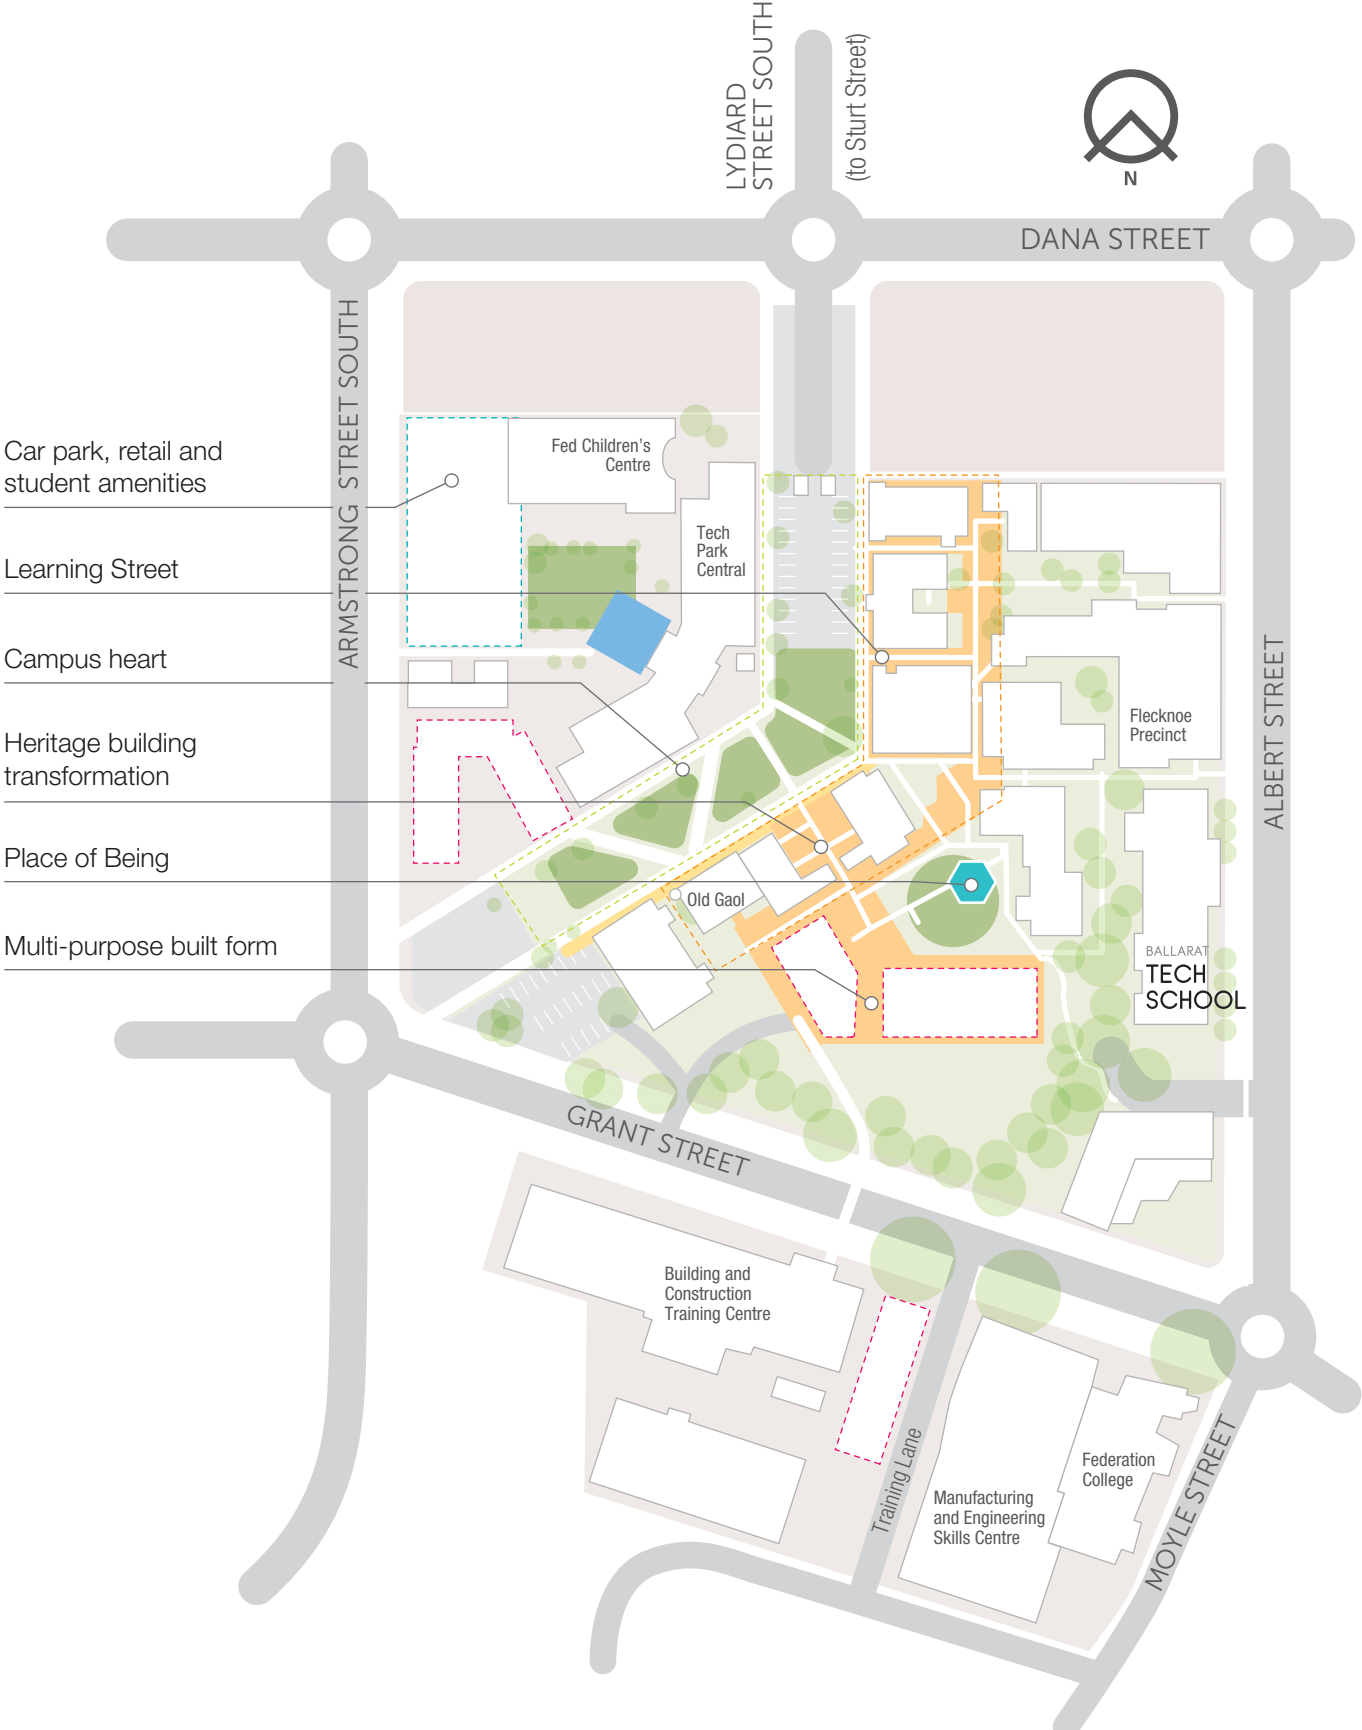 LYDIARD
STREET SOUTH
(to Sturt Street)
N
DANA STREET
ARMSTRONG STREET SOUTH
Car park, retail and
student amenities
Fed Children's
Centre
Tech
Park
Central
Learning Street
Campus heart
ALBERT STREET
Flecknoe
Precinct
Heritage building
transformation
Place of Being
Old Gaol
Multi-purpose built form
BALLARAT
TECH
SCHOOL
GRANT STREET
Building and
Construction
Training Centre
Training Lane
Manufacturing
and Engineering
Skills Centre
Federation
College
MOYLE STREET